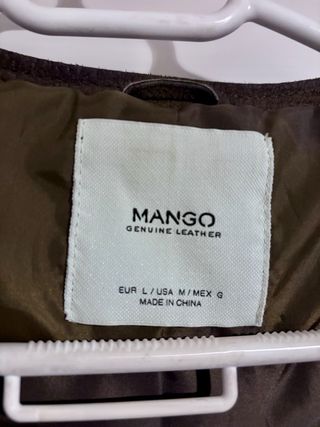 MANGO
GENUINE LEATHER
EUR L / USA M / MEX G
MADE IN CHINA